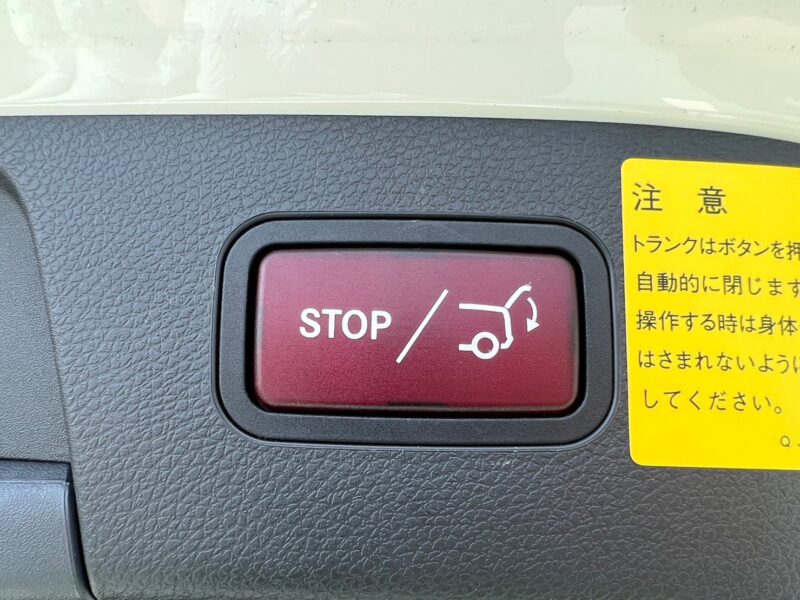 STOP
注意
トランクはボタンを押
自動的に閉じます
操作する時は身体
はさまれないように
してください。
Q